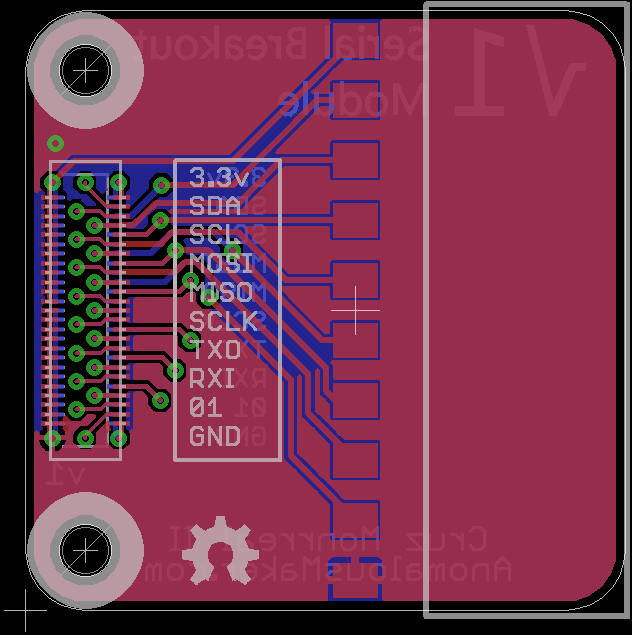 Serial Breakout
Module
V1
3.3v
SDA
SCL
MOSI
MISO
SCLK
TXO
RXI
01
GND
v1
Cruz Monrreal II
AnomalousMakes.com